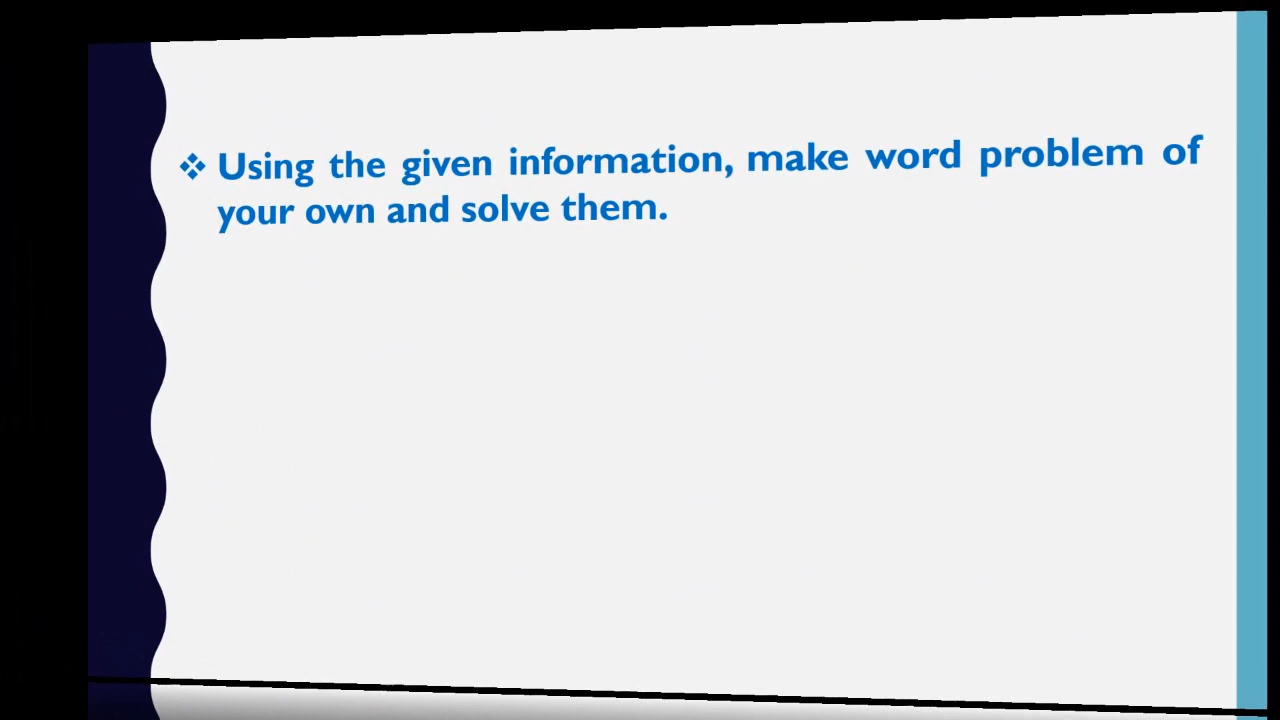 ❖ Using the given information, make word problem of
your own and solve them.